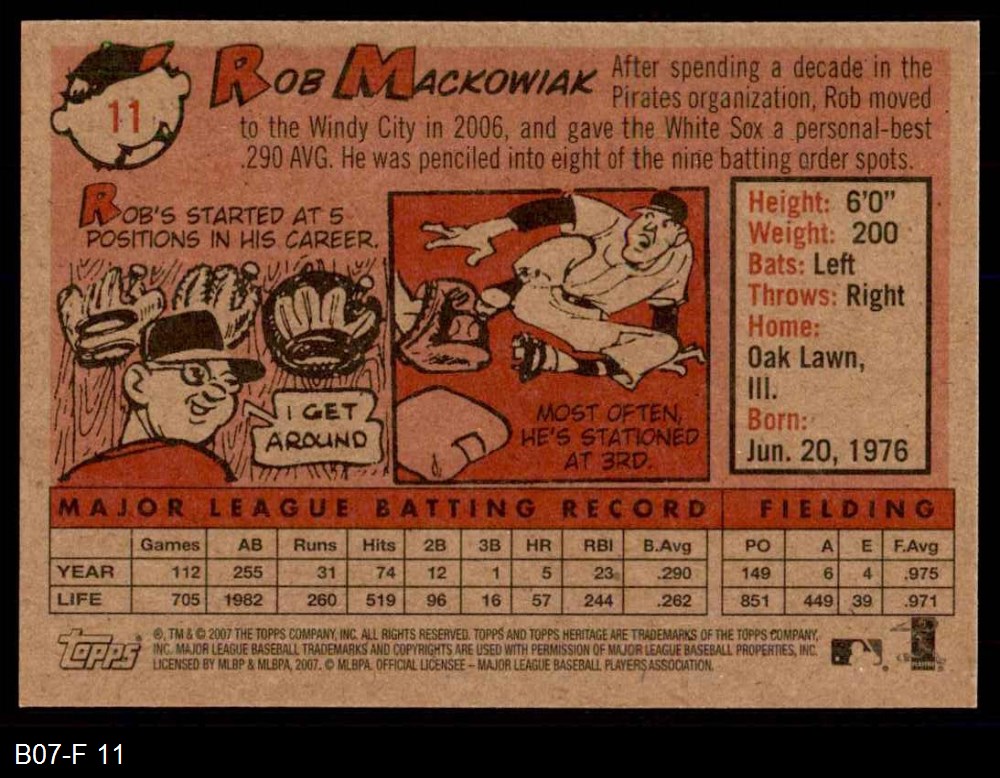 11
ROB MACKOWIAK
After spending a decade in the
Pirates organization, Rob moved
to the Windy City in 2006, and gave the White Sox a personal-best
.290 AVG. He was penciled into eight of the nine batting order spots.
ROB'S STARTED AT 5
POSITIONS IN HIS CAREER.
I GET
AROUND
MOST OFTEN,
HE'S STATIONED
AT 3RD.
Height: 6'0"
Weight: 200
Bats: Left
Throws: Right
Home:
Oak Lawn,
Ill.
Born:
Jun. 20, 1976
MAJOR LEAGUE BATTING RECORD FIELDING
Games AB Runs Hits 2B 3B HR RBI B.Avg PO A E F.Avg
YEAR 112 255 31 74 12 1 5 23 .290 149 6 4 .975
LIFE 705 1982 260 519 96 16 57 244 .262 851 449 39 .971
Topps
®, TM & © 2007 THE TOPPS COMPANY, INC. ALL RIGHTS RESERVED. TOPPS AND TOPPS HERITAGE ARE TRADEMARKS OF THE TOPPS COMPANY,
INC. MAJOR LEAGUE BASEBALL TRADEMARKS AND COPYRIGHTS ARE USED WITH PERMISSION OF MAJOR LEAGUE BASEBALL PROPERTIES, INC.
LICENSED BY MLBP & MLBPA, 2007. © MLBPA. OFFICIAL LICENSEE – MAJOR LEAGUE BASEBALL PLAYERS ASSOCIATION.
B07-F 11